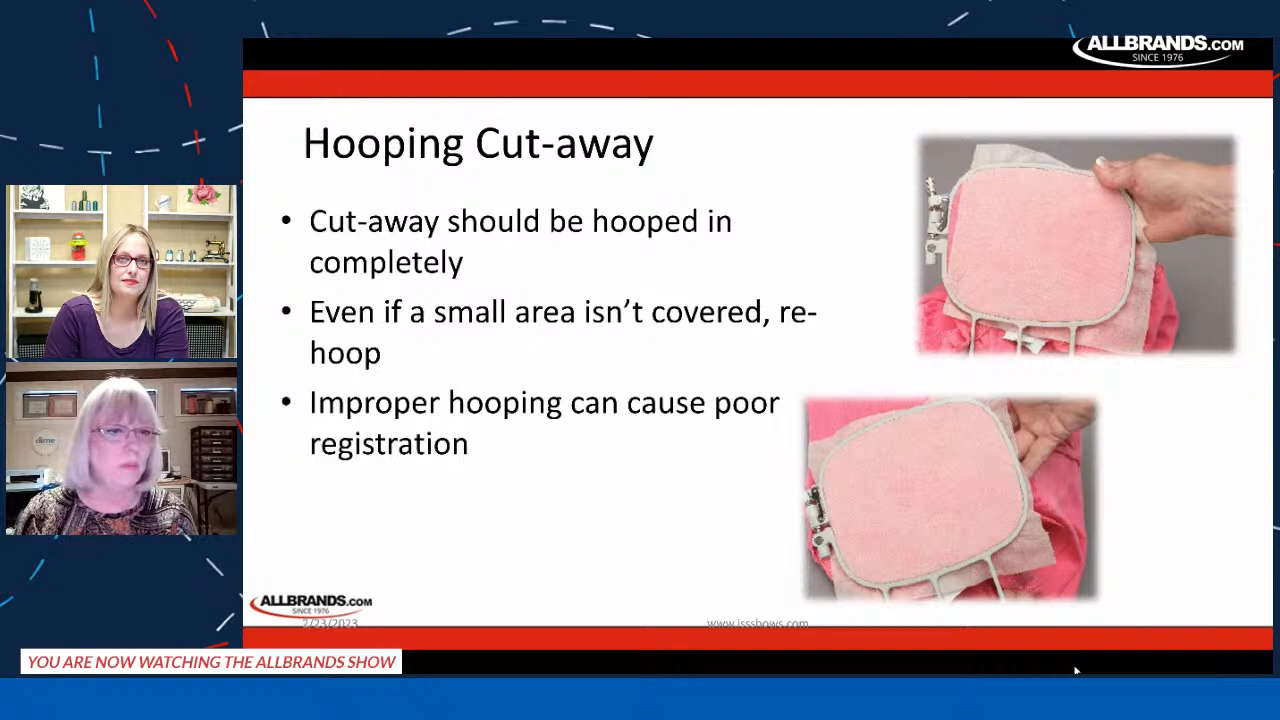 ALLBRANDS.COM
SINCE 1976
Hooping Cut-away
• Cut-away should be hooped in
completely
• Even if a small area isn’t covered, re-
hoop
• Improper hooping can cause poor
registration
dime
ALLBRANDS.COM
SINCE 1976
2/23/2023
www.issshows.com
YOU ARE NOW WATCHING THE ALLBRANDS SHOW